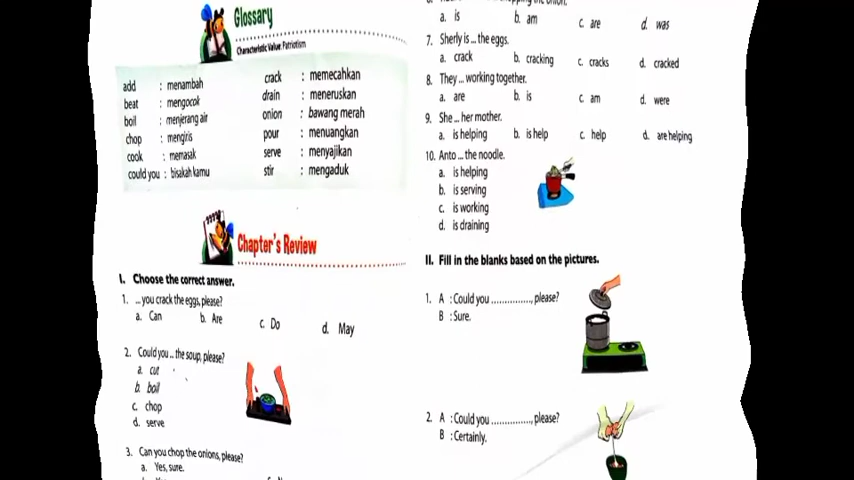 Glossary
Characteristic Value: Patriotism
add : menambah
beat : mengocok
boil : menjerang air
chop : mengiris
cook : memasak
could you : bisakah kamu
crack : memecahkan
drain : meneruskan
onion : bawang merah
pour : menuangkan
serve : menyajikan
stir : mengaduk
Chapter's Review
I. Choose the correct answer.
1. ... you crack the eggs, please?
a. Can b. Are c. Do d. May
2. Could you ... the soup, please?
a. cut
b. boil
c. chop
d. serve
3. Can you chop the onions, please?
a. Yes, sure.
a. is b. am c. are d. was
7. Sherly is ... the eggs.
a. crack b. cracking c. cracks d. cracked
8. They ... working together.
a. are b. is c. am d. were
9. She ... her mother.
a. is helping b. is help c. help d. are helping
10. Anto ... the noodle.
a. is helping
b. is serving
c. is working
d. is draining
II. Fill in the blanks based on the pictures.
1. A : Could you ..............., please?
B : Sure.
2. A : Could you ..............., please?
B : Certainly.